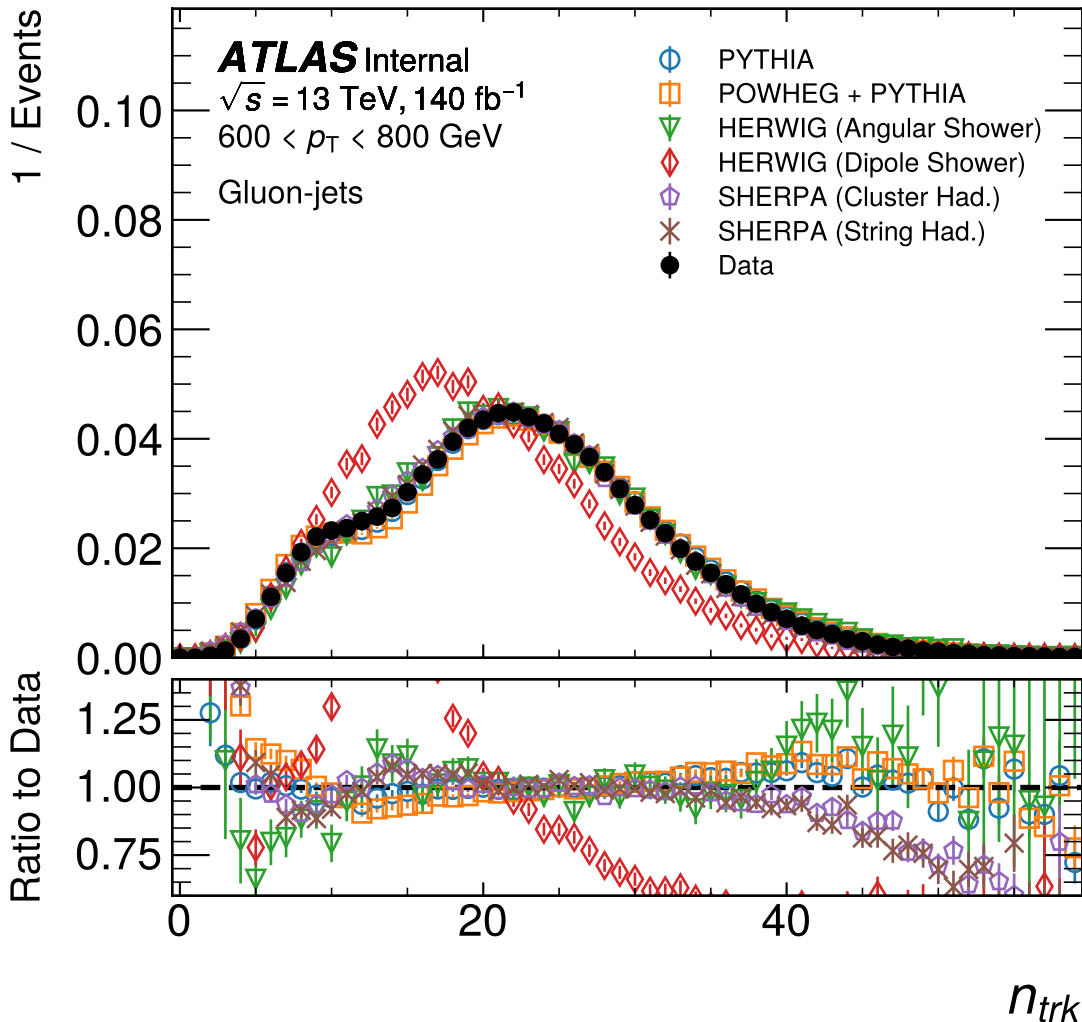 1 / Events
ATLAS Internal
√s = 13 TeV, 140 fb⁻¹
600 < p_T < 800 GeV
Gluon-jets
PYTHIA
POWHEG + PYTHIA
HERWIG (Angular Shower)
HERWIG (Dipole Shower)
SHERPA (Cluster Had.)
SHERPA (String Had.)
Data
0.10
0.08
0.06
0.04
0.02
0.00
Ratio to Data
1.25
1.00
0.75
0
20
40
n_trk